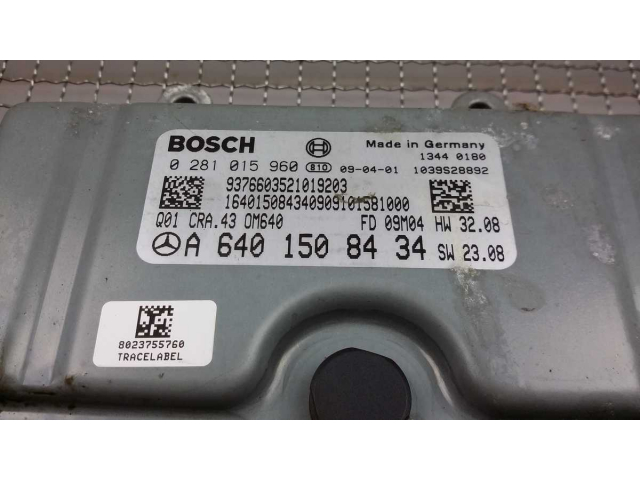 BOSCH
Made in Germany
0 281 015 960 810 09-04-01
1344 0180
1039S28892
9376603521019203
1640150843409091015B1000
Q01 CRA.43 OM640 FD 09M04 HW 32.08
A 640 150 84 34 SW 23.08
8023755760
TRACELABEL